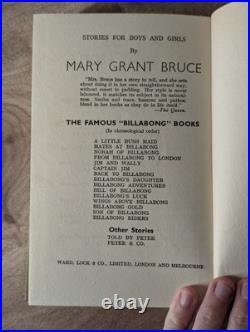 STORIES FOR BOYS AND GIRLS
By
MARY GRANT BRUCE
"Mrs. Bruce has a story to tell, and she sets
about doing it in her own straightforward way,
without resort to padding. Her style is never
laboured. It matches its subject in its natural-
ness. Smiles and tears, humour and pathos,
blend in her books as they do in life itself."
—The Queen.
THE FAMOUS "BILLABONG" BOOKS
(In chronological order)
A LITTLE BUSH MAID
MATES AT BILLABONG
NORAH OF BILLABONG
FROM BILLABONG TO LONDON
JIM AND WALLY
CAPTAIN JIM
BACK TO BILLABONG
BILLABONG'S DAUGHTER
BILLABONG ADVENTURERS
BILL OF BILLABONG
BILLABONG'S LUCK
WINGS ABOVE BILLABONG
BILLABONG GOLD
SON OF BILLABONG
BILLABONG RIDERS
Other Stories
TOLD BY PETER
PETER & CO.
WARD, LOCK & CO., LIMITED, LONDON AND MELBOURNE